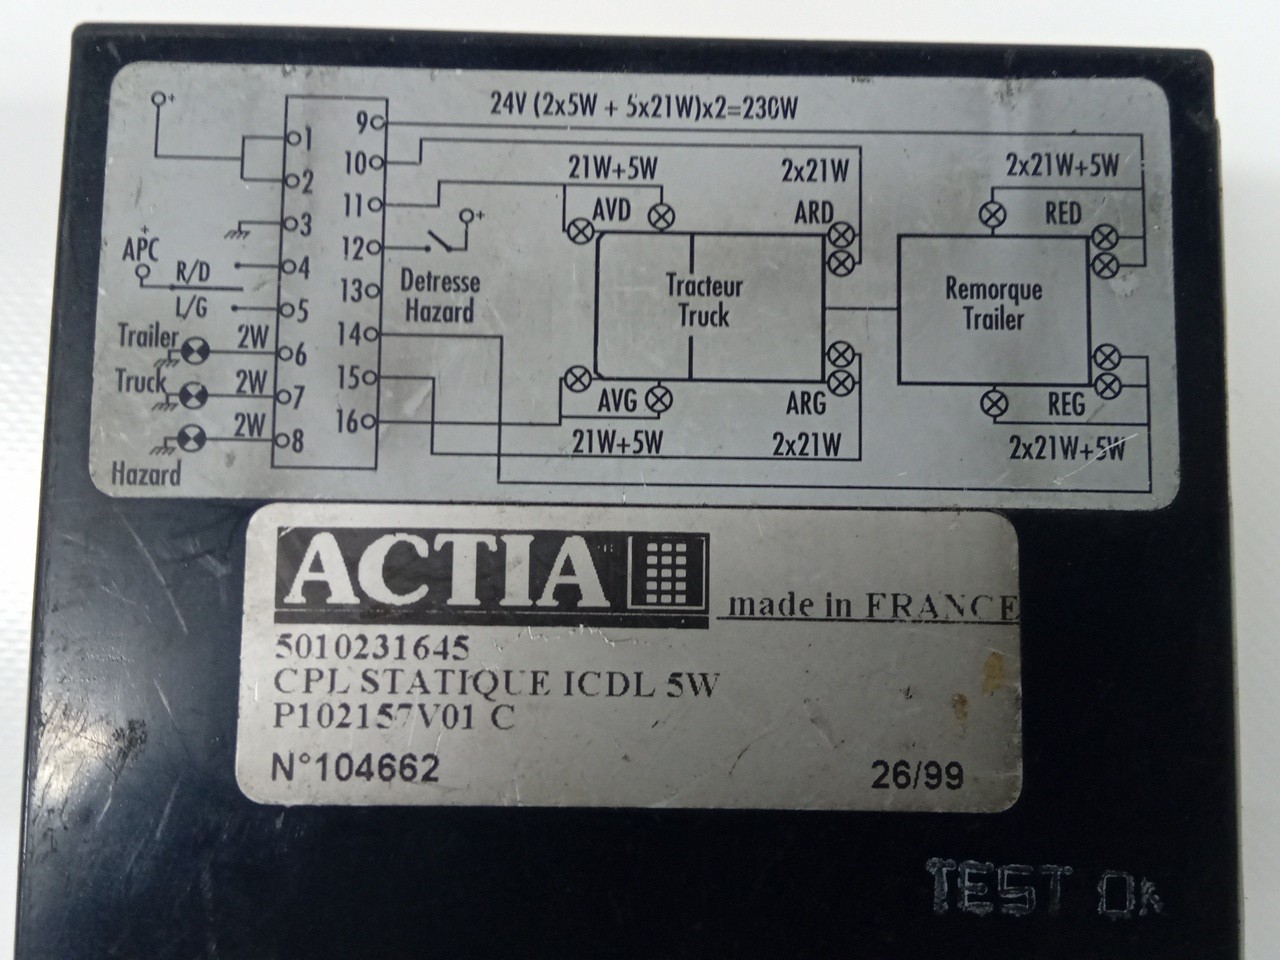 24V (2x5W + 5x21W)x2=230W
+
1
2
3
4
5
6
7
8
9
10
11
12
13
14
15
16
+
APC
R/D
L/G
Trailer 2W
Truck 2W
2W
Hazard
+
Detresse
Hazard
21W+5W
2x21W
2x21W+5W
AVD
ARD
RED
Tracteur
Truck
Remorque
Trailer
AVG
ARG
REG
21W+5W
2x21W
2x21W+5W
ACTIA
made in FRANCE
5010231645
CPL STATIQUE ICDL 5W
P102157V01 C
N°104662
26/99
TEST OK